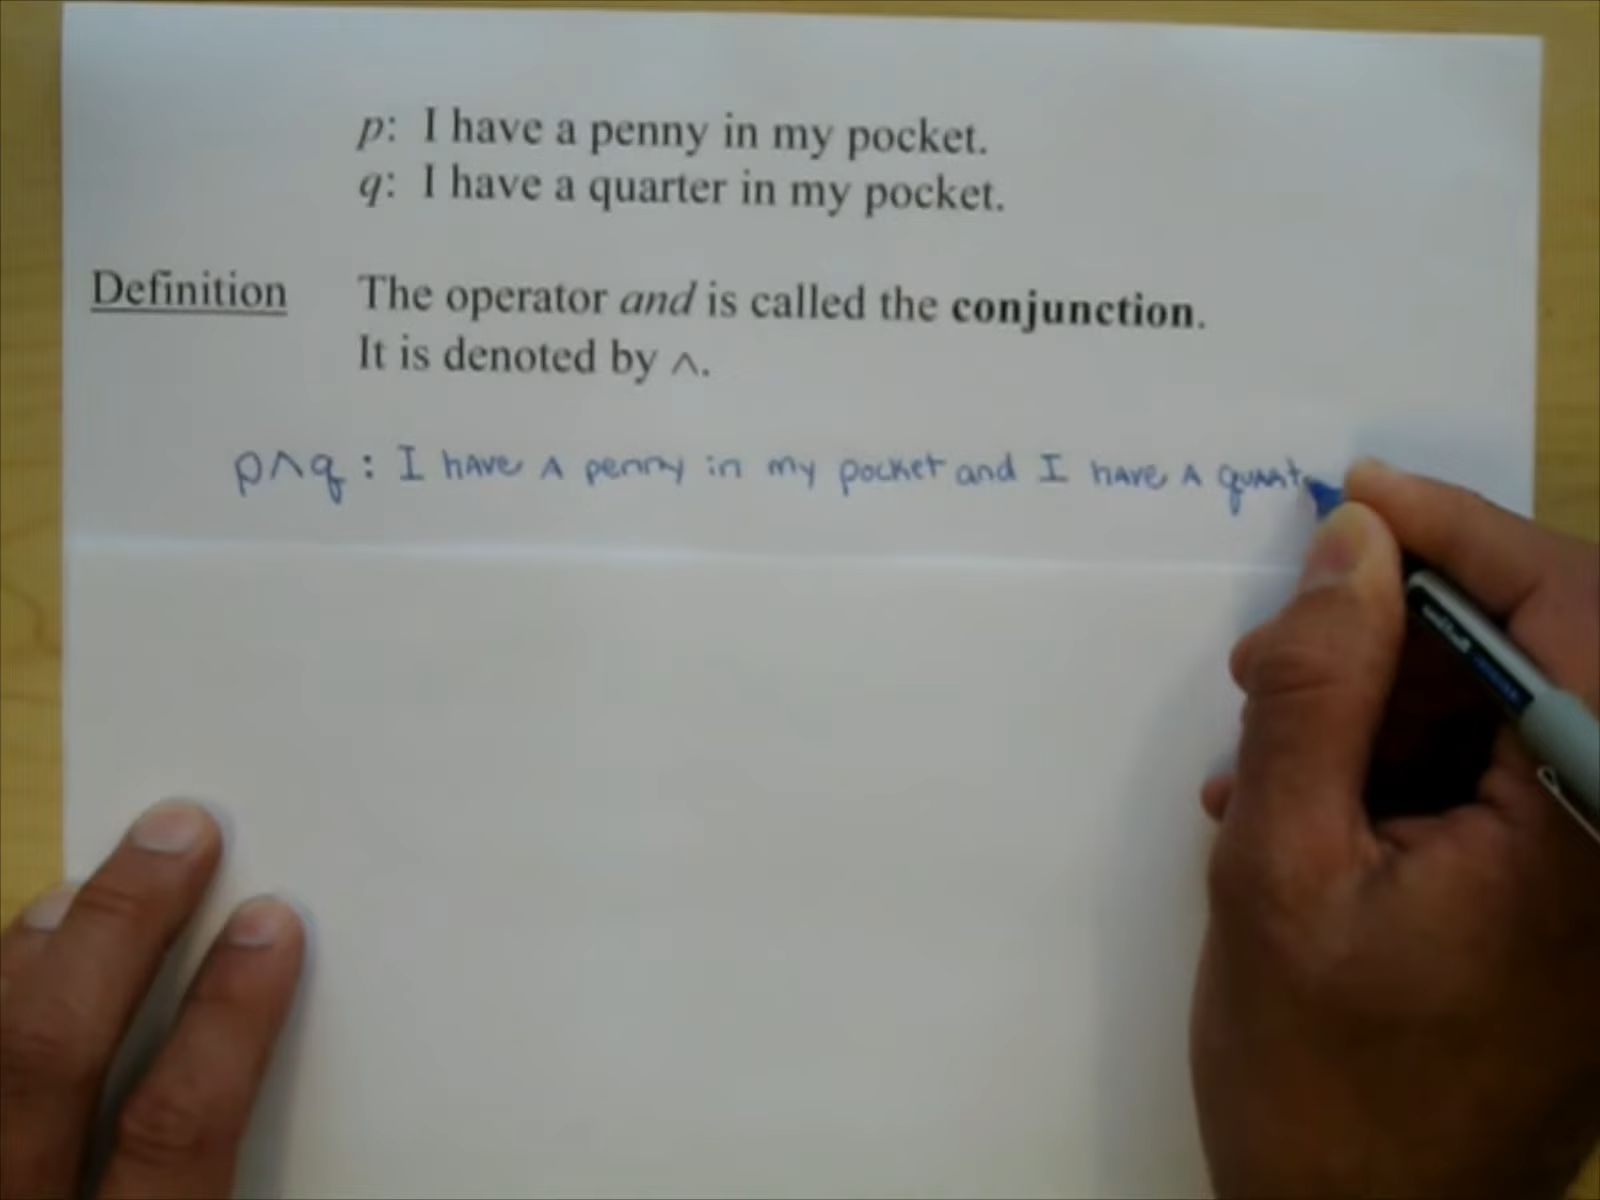 p: I have a penny in my pocket.
q: I have a quarter in my pocket.
Definition The operator and is called the conjunction.
It is denoted by ∧.
p∧q : I have a penny in my pocket and I have a quart